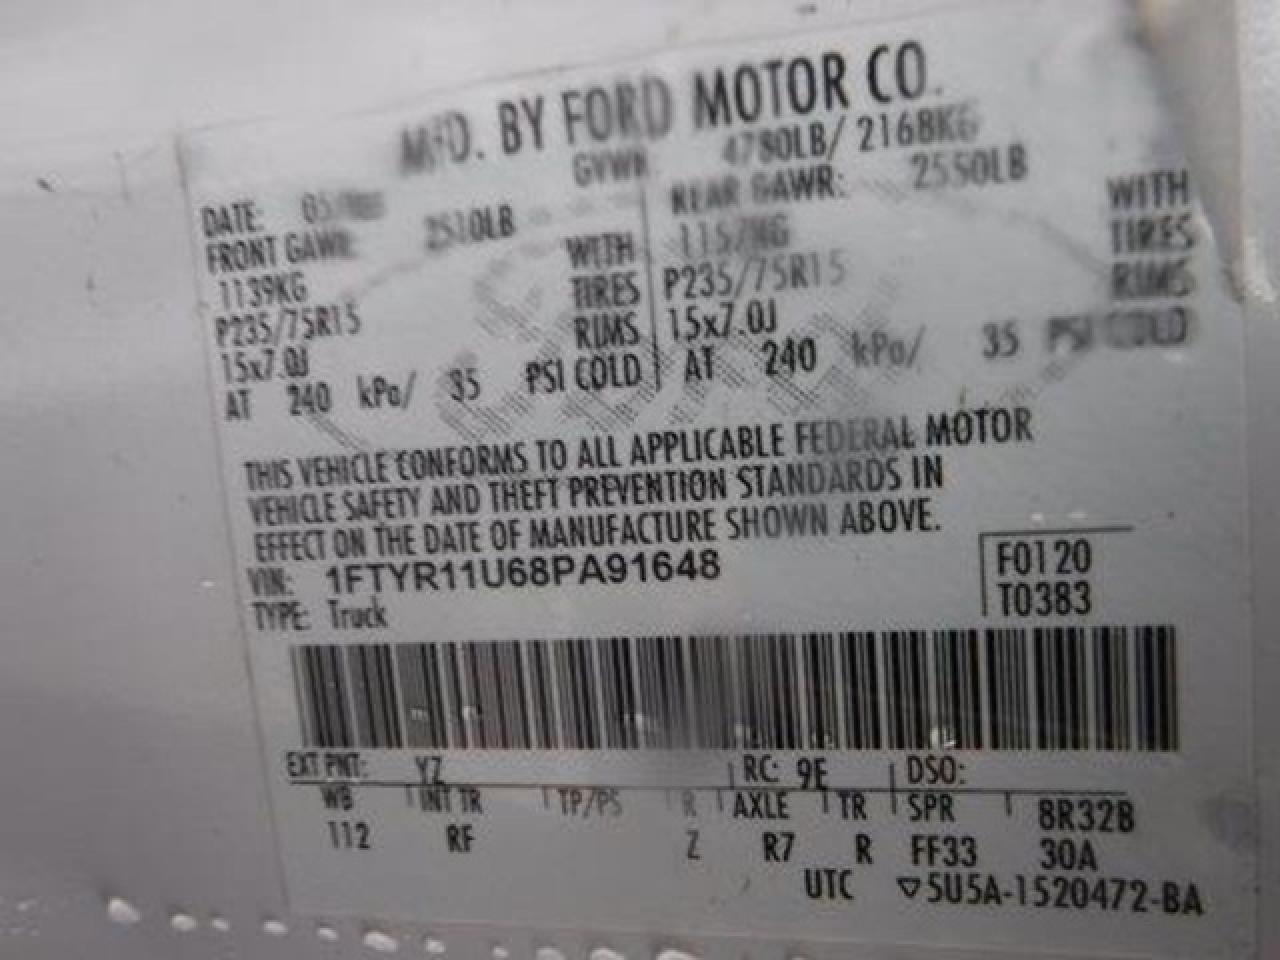 MFD. BY FORD MOTOR CO.
GVWR 4780LB/ 2168KG
DATE:
FRONT GAWR: 2510LB
1139KG WITH
P235/75R15 TIRES
15x7.0J RIMS
AT 240 kPa/ 35 PSI COLD
REAR GAWR: 2550LB
1157KG WITH
P235/75R15 TIRES
15x7.0J RIMS
AT 240 kPa/ 35 PSI COLD
THIS VEHICLE CONFORMS TO ALL APPLICABLE FEDERAL MOTOR
VEHICLE SAFETY AND THEFT PREVENTION STANDARDS IN
EFFECT ON THE DATE OF MANUFACTURE SHOWN ABOVE.
VIN: 1FTYR11U68PA91648
TYPE: Truck
F0120
T0383
EXT PNT: YZ RC: 9E DSO:
WB INT TR TP/PS R AXLE TR SPR 8R32B
112 RF Z R7 R FF33 30A
UTC ▽5U5A-1520472-BA